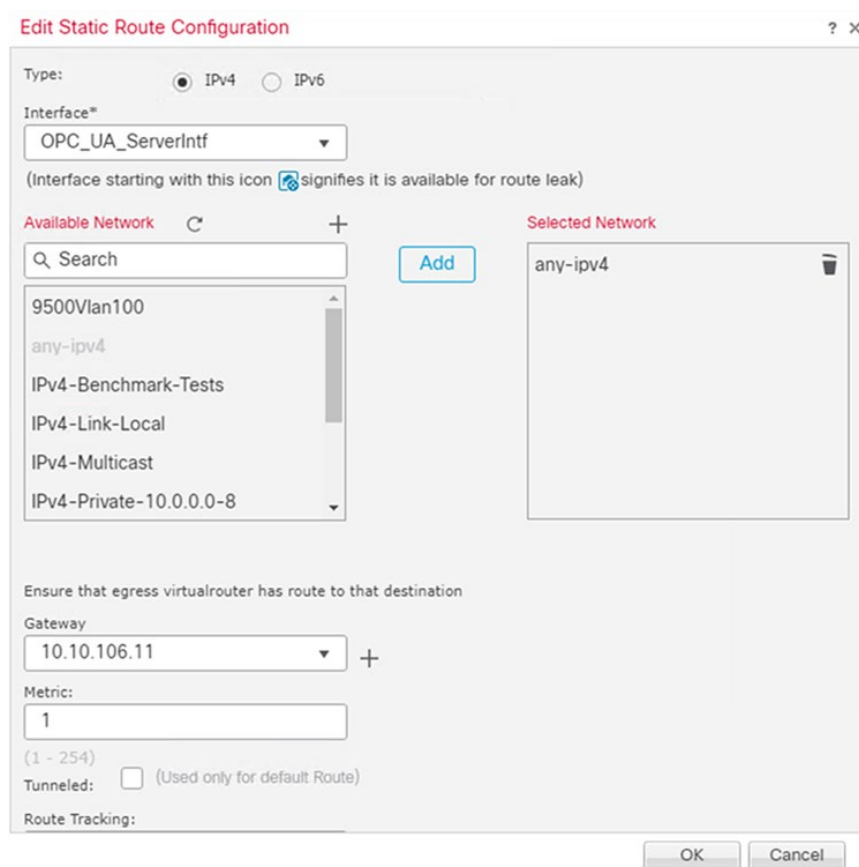 Edit Static Route Configuration
? ×
Type: IPv4 IPv6
Interface*
OPC_UA_ServerIntf
(Interface starting with this icon signifies it is available for route leak)
Available Network
Search
9500Vlan100
any-ipv4
IPv4-Benchmark-Tests
IPv4-Link-Local
IPv4-Multicast
IPv4-Private-10.0.0.0-8
Add
Selected Network
any-ipv4
Ensure that egress virtualrouter has route to that destination
Gateway
10.10.106.11
Metric:
1
(1 - 254)
Tunneled: (Used only for default Route)
Route Tracking:
OK Cancel